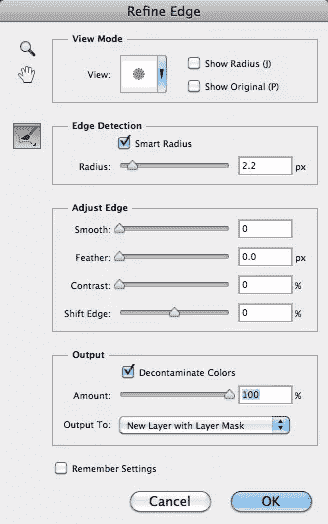 Refine Edge
View Mode
View:
Show Radius (J)
Show Original (P)
Edge Detection
Smart Radius
Radius: 2.2 px
Adjust Edge
Smooth: 0
Feather: 0.0 px
Contrast: 0 %
Shift Edge: 0 %
Output
Decontaminate Colors
Amount: 100 %
Output To: New Layer with Layer Mask
Remember Settings
Cancel OK